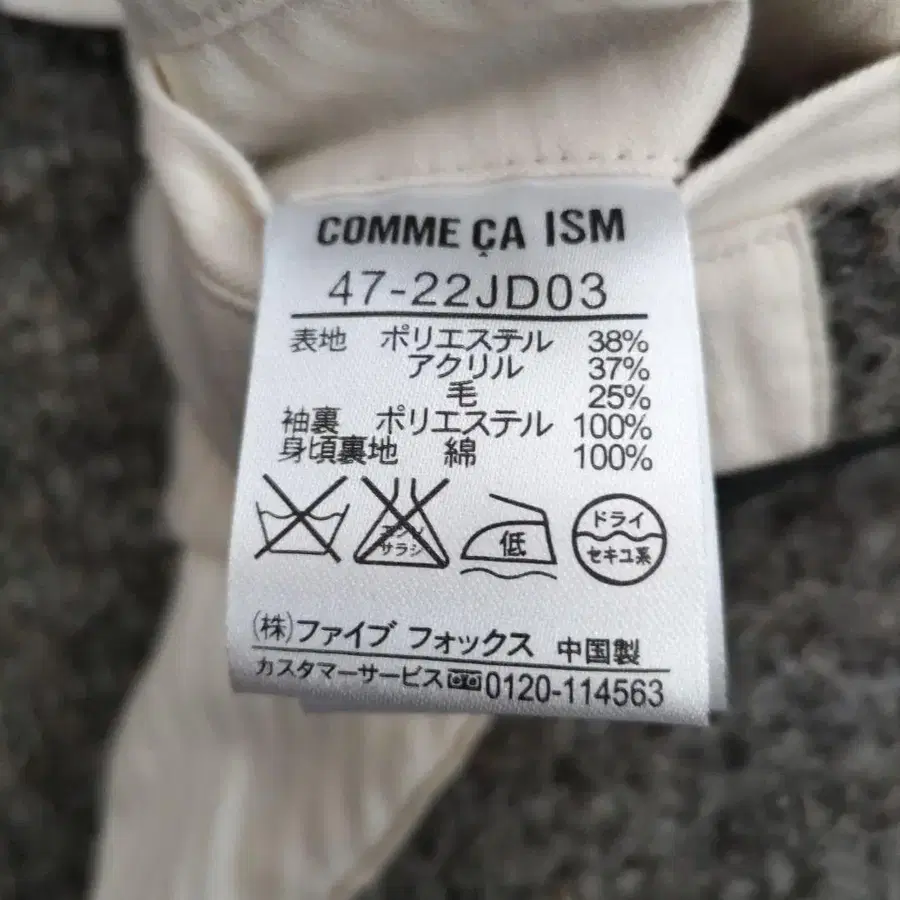 COMME ÇA ISM
47-22JD03
表地 ポリエステル 38%
アクリル 37%
毛 25%
袖裏 ポリエステル 100%
身頃裏地 綿 100%
エンソ
サラシ
低
ドライ
セキユ系
(株)ファイブ フォックス 中国製
カスタマーサービス 0120-114563